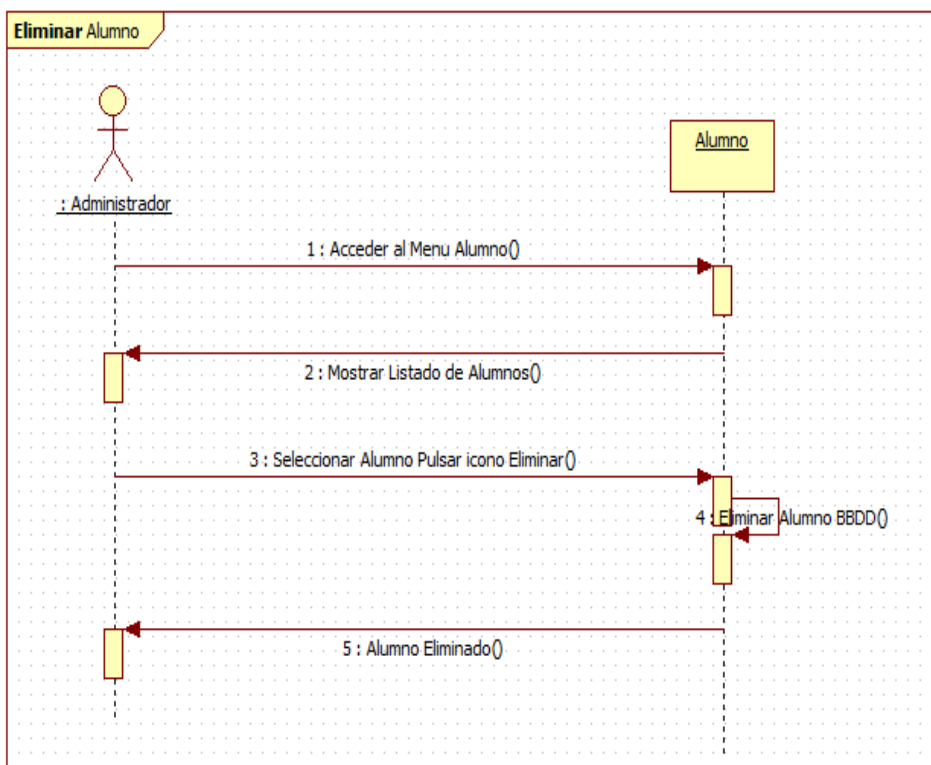 Eliminar Alumno
Alumno
: Administrador
1 : Acceder al Menu Alumno()
2 : Mostrar Listado de Alumnos()
3 : Seleccionar Alumno Pulsar icono Eliminar()
4 : Eliminar Alumno BBDD()
5 : Alumno Eliminado()